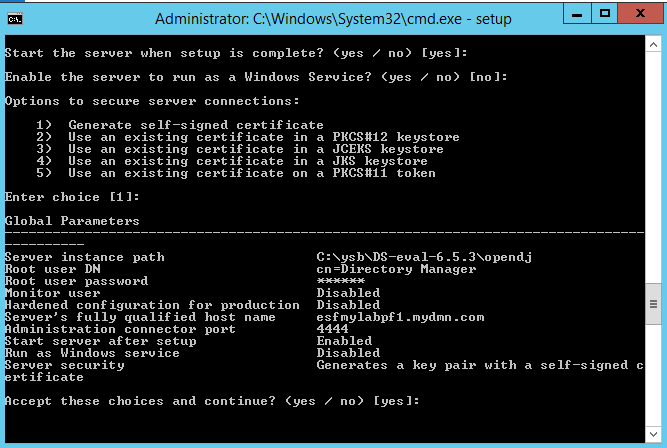 Administrator: C:\Windows\System32\cmd.exe - setup
C:\.
Start the server when setup is complete? (yes / no) [yes]:
Enable the server to run as a Windows Service? (yes / no) [no]:
Options to secure server connections:
1) Generate self-signed certificate
2) Use an existing certificate in a PKCS#12 keystore
3) Use an existing certificate in a JCEKS keystore
4) Use an existing certificate in a JKS keystore
5) Use an existing certificate on a PKCS#11 token
Enter choice [1]:
Global Parameters
--------------------------------------------------------------------------------
----------
Server instance path C:\ysb\DS-eval-6.5.3\opendj
Root user DN cn=Directory Manager
Root user password ******
Monitor user Disabled
Hardened configuration for production Disabled
Server's fully qualified host name esfmylabpf1.mydmn.com
Administration connector port 4444
Start server after setup Enabled
Run as Windows service Disabled
Server security Generates a key pair with a self-signed c
ertificate
Accept these choices and continue? (yes / no) [yes]: